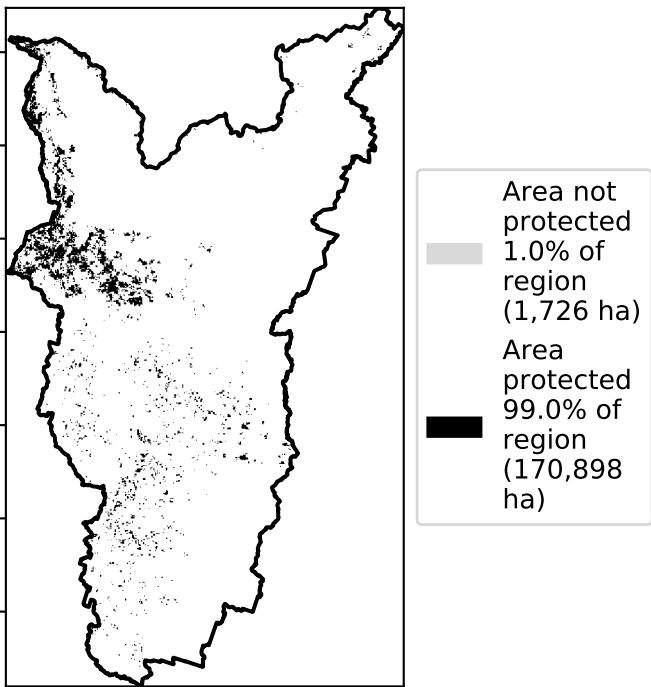 Area not
protected
1.0% of
region
(1,726 ha)
Area
protected
99.0% of
region
(170,898
ha)